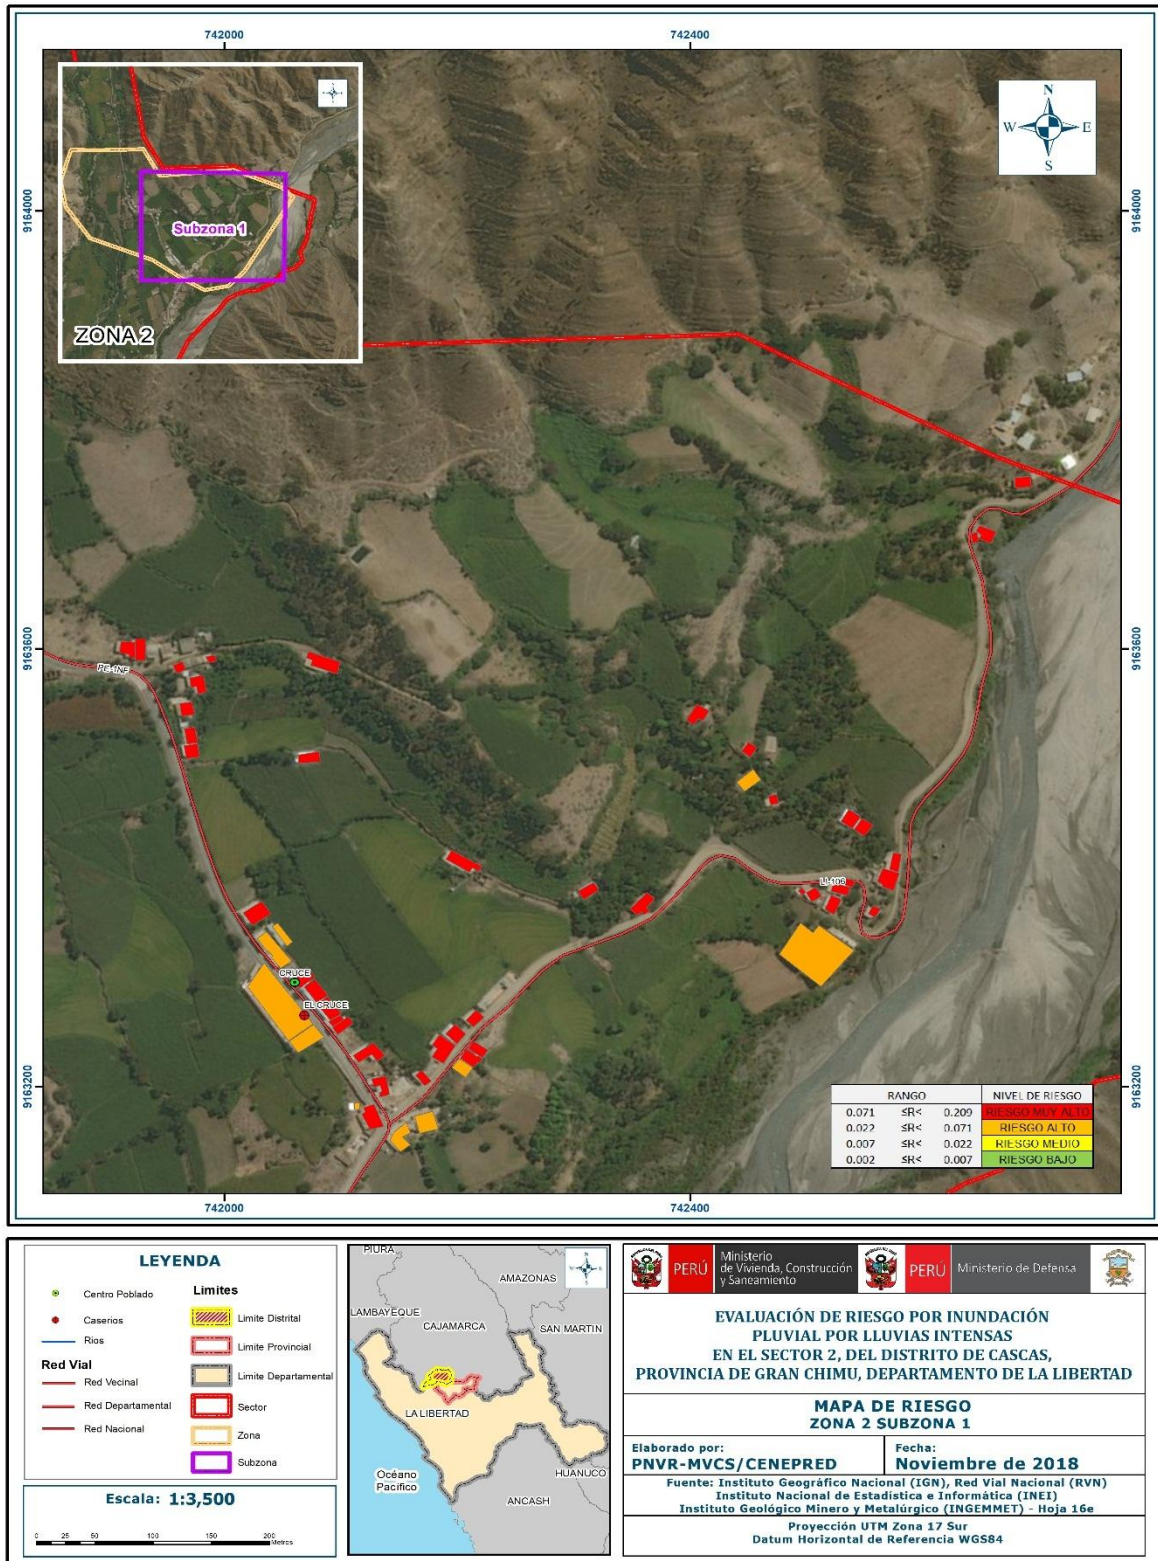 742000
742400
9164000
9164000
N
W
E
S
Subzona 1
ZONA 2
9163600
9163600
PE-1NF
LI-106
CRUCE
EL CRUCE
9163200
9163200
RANGO NIVEL DE RIESGO
0.071 ≤R< 0.209 RIESGO MUY ALTO
0.022 ≤R< 0.071 RIESGO ALTO
0.007 ≤R< 0.022 RIESGO MEDIO
0.002 ≤R< 0.007 RIESGO BAJO
742000
742400
LEYENDA
Centro Poblado
Caserios
Rios
Red Vial
Red Vecinal
Red Departamental
Red Nacional
Limites
Limite Distrital
Limite Provincial
Limite Departamental
Sector
Zona
Subzona
Escala: 1:3,500
0 25 50 100 150 200
Metros
PIURA
AMAZONAS
LAMBAYEQUE
CAJAMARCA
SAN MARTIN
LA LIBERTAD
HUANUCO
Océano
Pacífico
ANCASH
PERÚ
Ministerio
de Vivienda, Construcción
y Saneamiento
PERÚ
Ministerio de Defensa
EVALUACIÓN DE RIESGO POR INUNDACIÓN
PLUVIAL POR LLUVIAS INTENSAS
EN EL SECTOR 2, DEL DISTRITO DE CASCAS,
PROVINCIA DE GRAN CHIMU, DEPARTAMENTO DE LA LIBERTAD
MAPA DE RIESGO
ZONA 2 SUBZONA 1
Elaborado por:
PNVR-MVCS/CENEPRED
Fecha:
Noviembre de 2018
Fuente: Instituto Geográfico Nacional (IGN), Red Vial Nacional (RVN)
Instituto Nacional de Estadistica e Informática (INEI)
Instituto Geológico Minero y Metalúrgico (INGEMMET) - Hoja 16e
Proyección UTM Zona 17 Sur
Datum Horizontal de Referencia WGS84